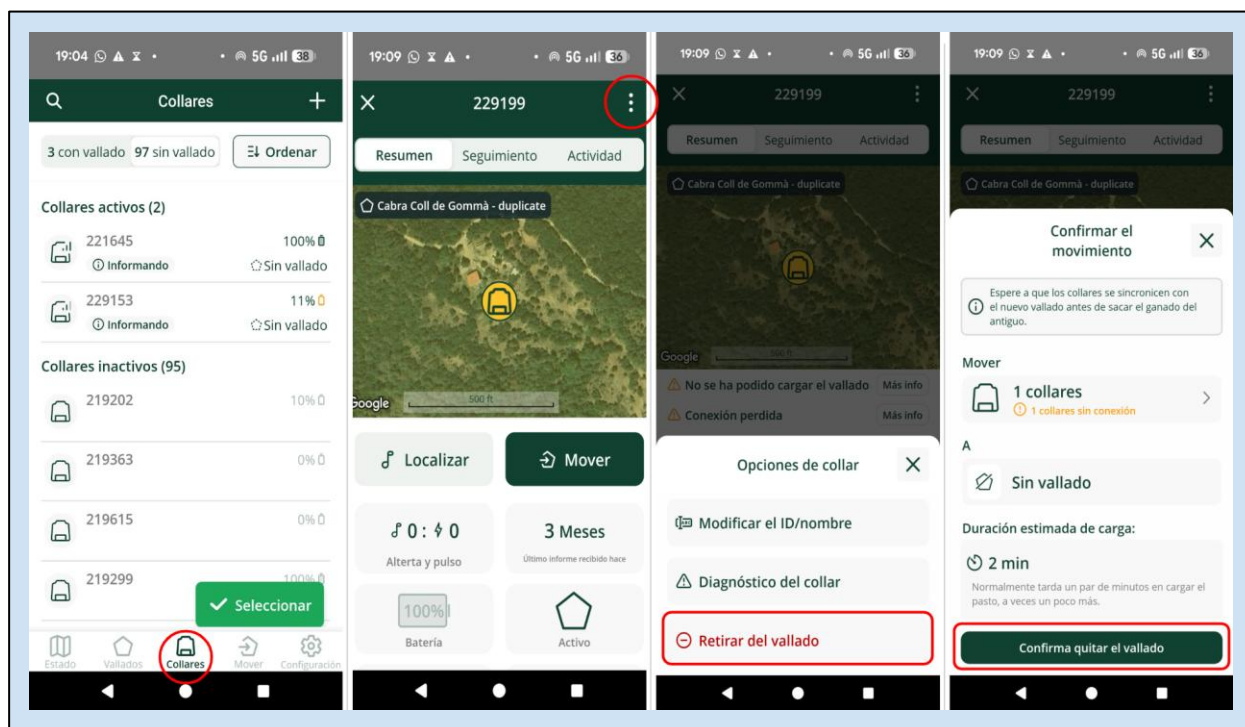 19:04 5G 38
Collares
3 con vallado 97 sin vallado Ordenar
Collares activos (2)
221645 100%
Informando Sin vallado
229153 11%
Informando Sin vallado
Collares inactivos (95)
219202 10%
219363 0%
219615 0%
219299 100%
Seleccionar
Estado Vallados Collares Mover Configuración
19:09 5G 36
229199
Resumen Seguimiento Actividad
Cabra Coll de Gommà - duplicate
Google 500 ft
Localizar Mover
0 : 0 3 Meses
Alterta y pulso Último informe recibido hace
100%
Batería Activo
19:09 5G 36
229199
Resumen Seguimiento Actividad
Cabra Coll de Gommà - duplicate
Google 500 ft
No se ha podido cargar el vallado Más info
Conexión perdida Más info
Opciones de collar
Modificar el ID/nombre
Diagnóstico del collar
Retirar del vallado
19:09 5G 36
229199
Resumen Seguimiento Actividad
Cabra Coll de Gommà - duplicate
Confirmar el
movimiento
Espere a que los collares se sincronicen con
el nuevo vallado antes de sacar el ganado del
antiguo.
Mover
1 collares
1 collares sin conexión
A
Sin vallado
Duración estimada de carga:
2 min
Normalmente tarda un par de minutos en cargar el
pasto, a veces un poco más.
Confirma quitar el vallado